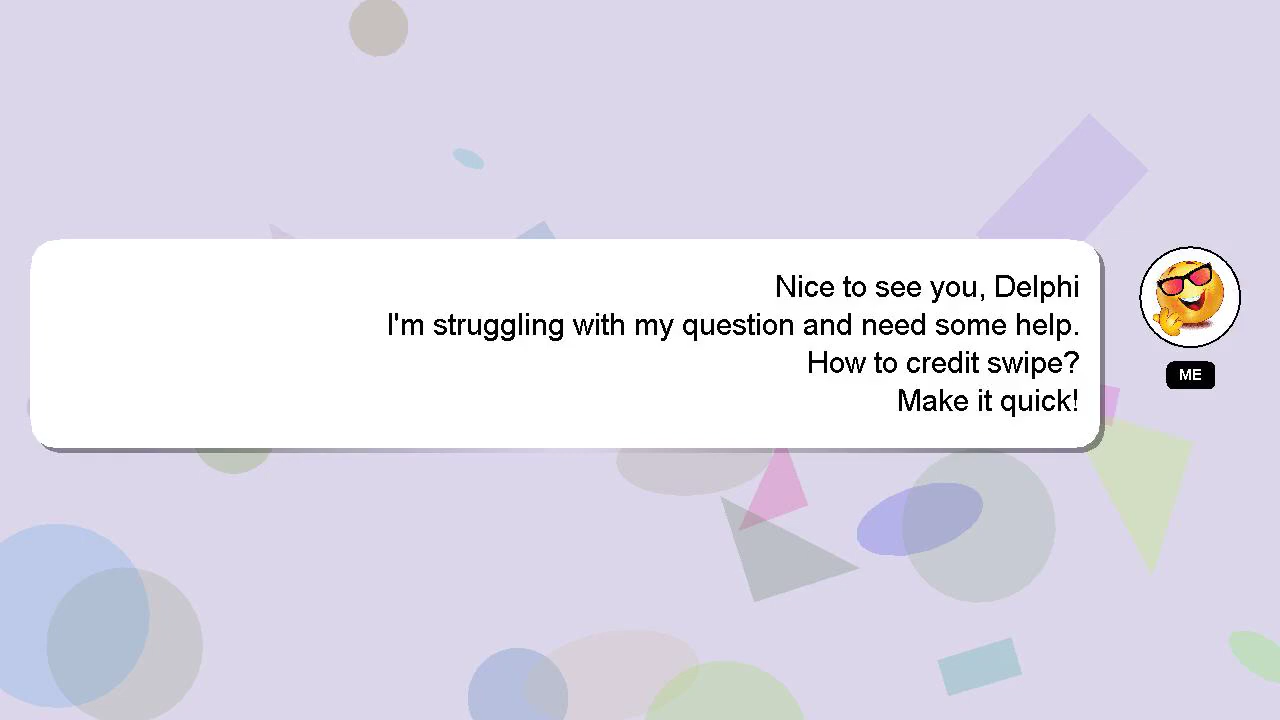 Nice to see you, Delphi
I'm struggling with my question and need some help.
How to credit swipe?
Make it quick!
ME